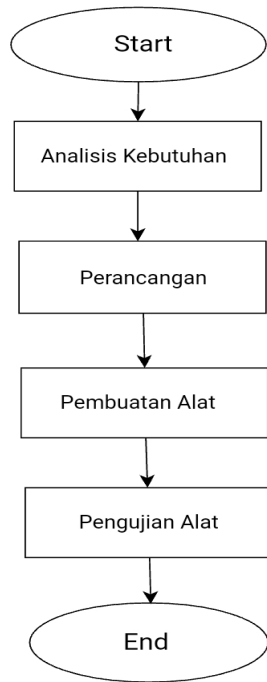 Start
Analisis Kebutuhan
Perancangan
Pembuatan Alat
Pengujian Alat
End